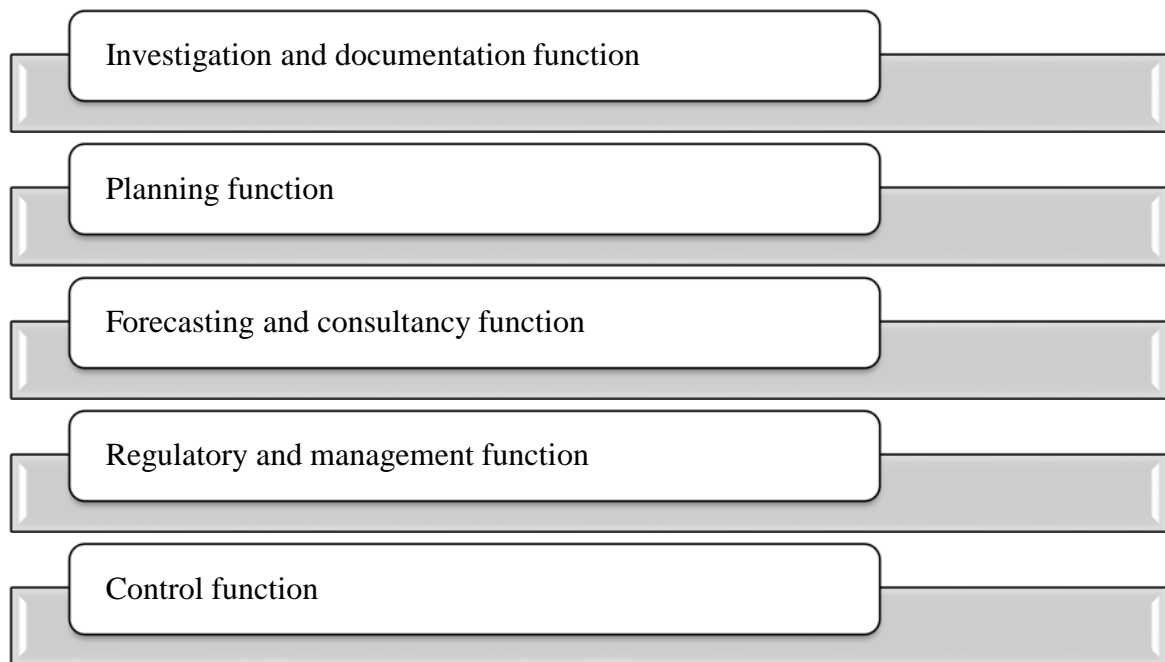 Investigation and documentation function
Planning function
Forecasting and consultancy function
Regulatory and management function
Control function